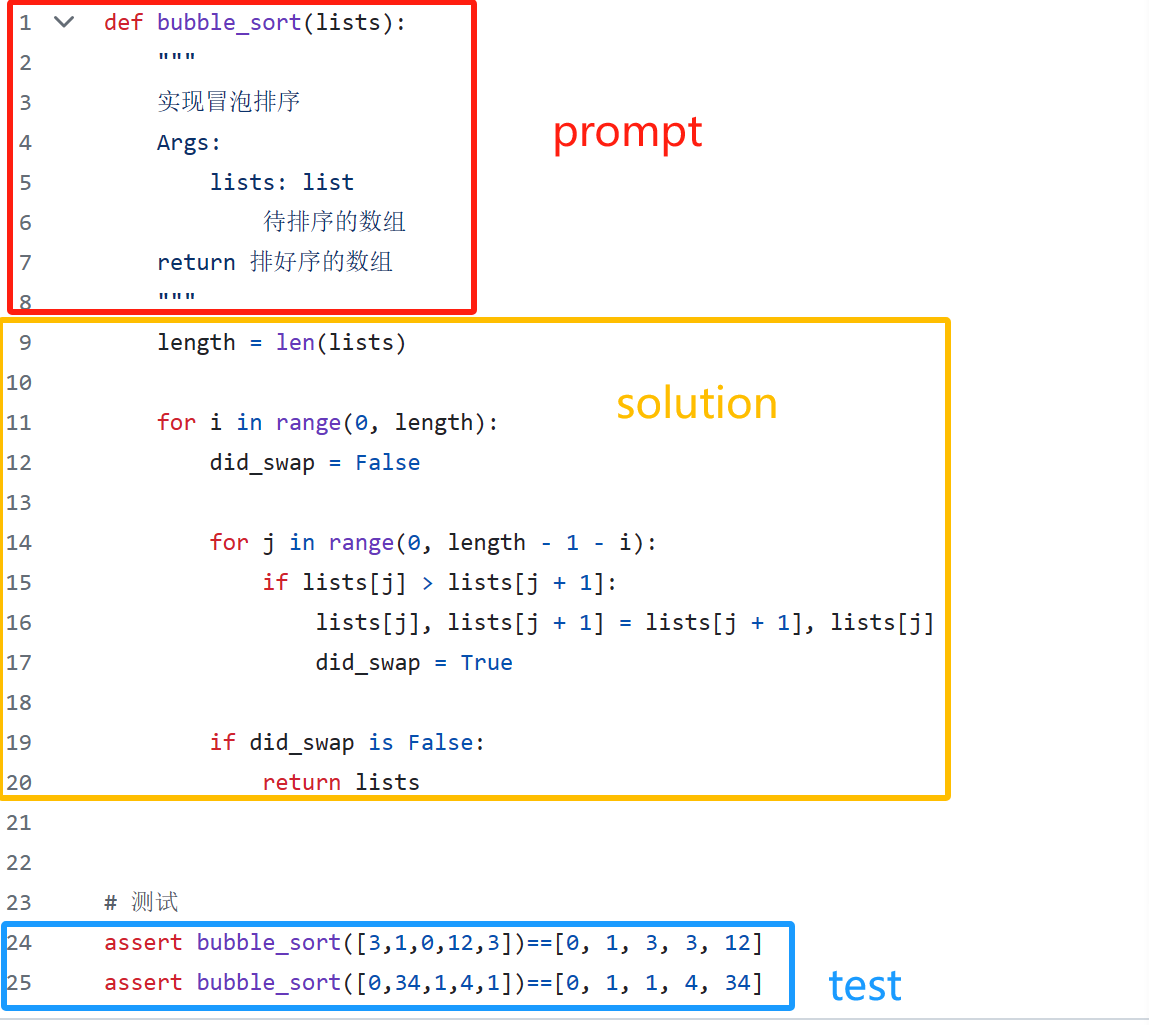 1 def bubble_sort(lists):
2 """
3 实现冒泡排序
4 Args:
5 lists: list
6 待排序的数组
7 return 排好序的数组
8 """
prompt
9 length = len(lists)
10
solution
11 for i in range(0, length):
12 did_swap = False
13
14 for j in range(0, length - 1 - i):
15 if lists[j] > lists[j + 1]:
16 lists[j], lists[j + 1] = lists[j + 1], lists[j]
17 did_swap = True
18
19 if did_swap is False:
20 return lists
21
22
23 # 测试
24 assert bubble_sort([3,1,0,12,3])==[0, 1, 3, 3, 12]
25 assert bubble_sort([0,34,1,4,1])==[0, 1, 1, 4, 34]
test